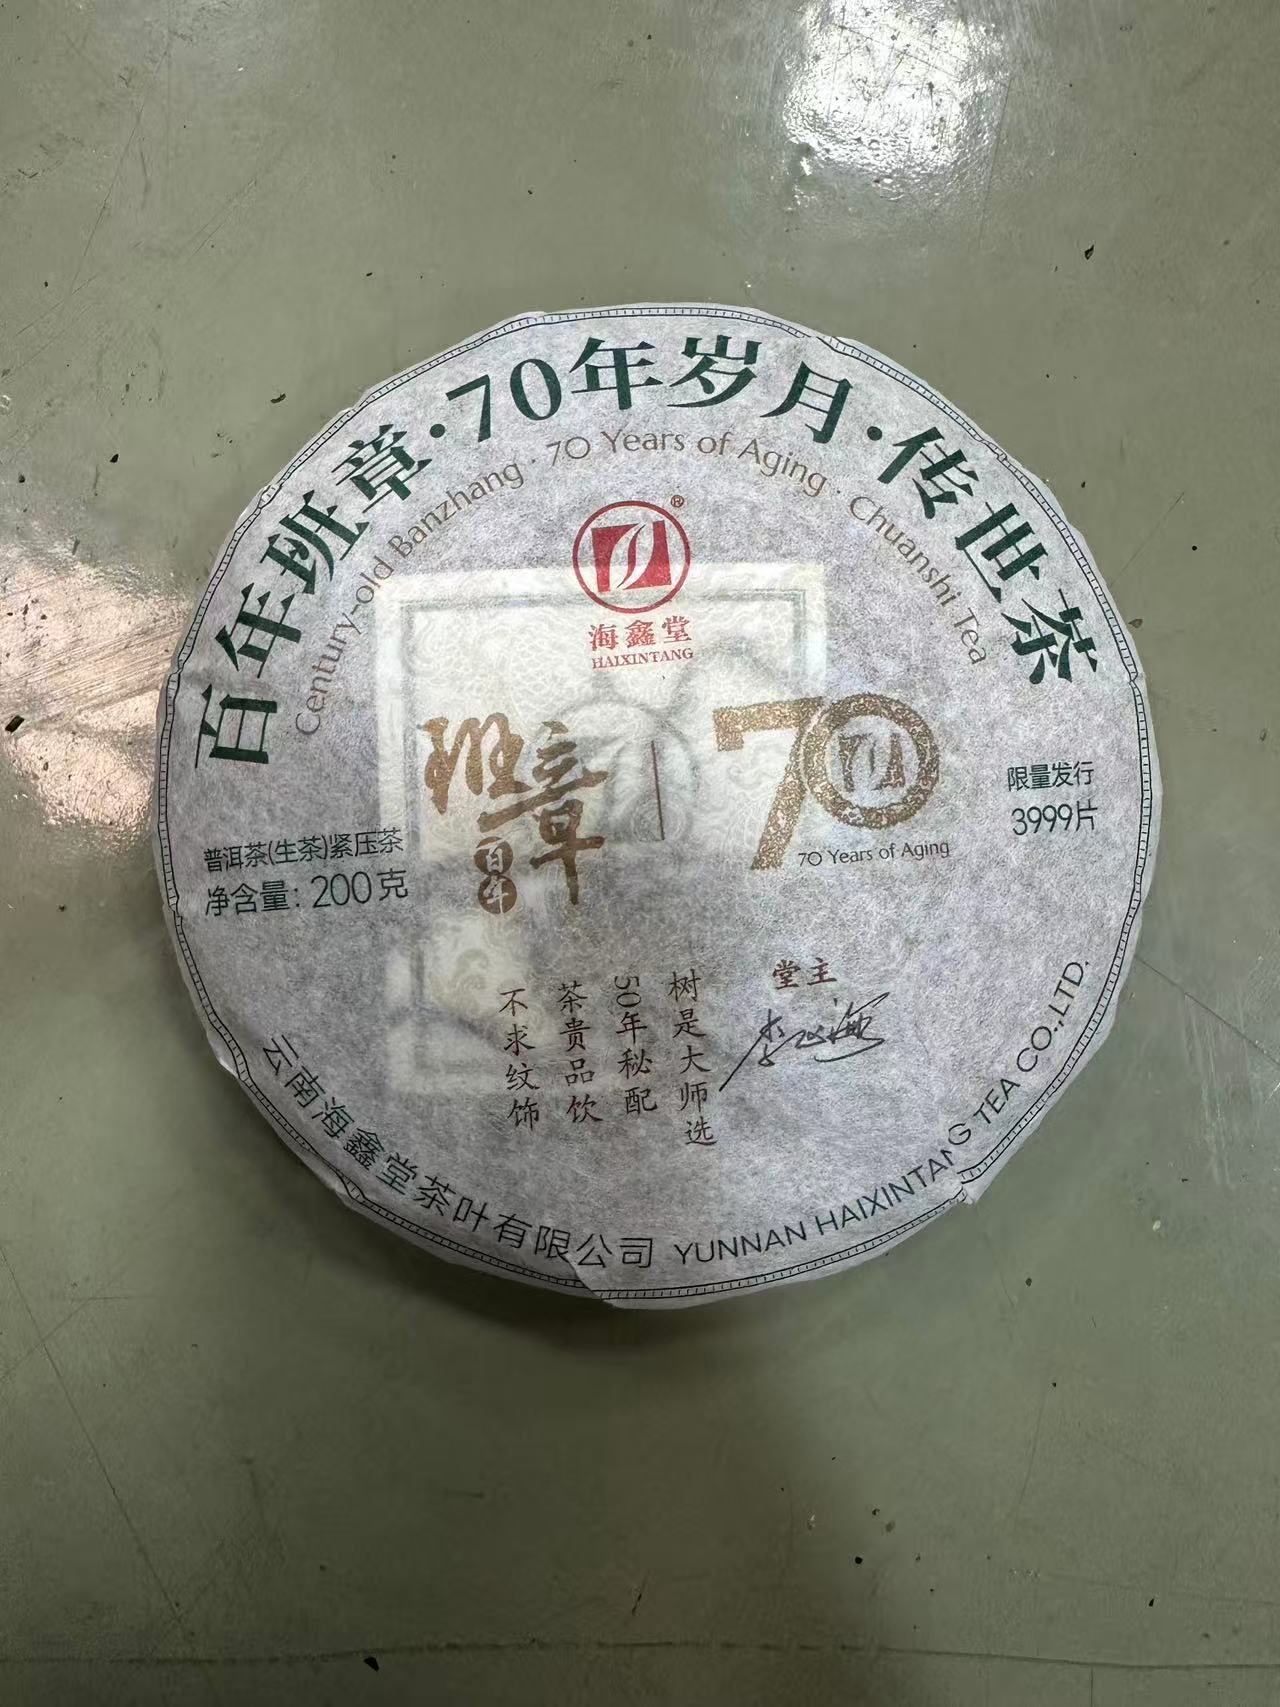 百年班章·70年岁月·传世茶
Century-old Banzhang · 70 Years of Aging · Chuanshi Tea
®
海鑫堂
HAIXINTANG
班章
百年
70
70 Years of Aging
限量发行
3999片
普洱茶(生茶)紧压茶
净含量：200克
堂主
树是大师选
50年秘配
茶贵品饮
不求纹饰
云南海鑫堂茶叶有限公司 YUNNAN HAIXINTANG TEA CO.,LTD.